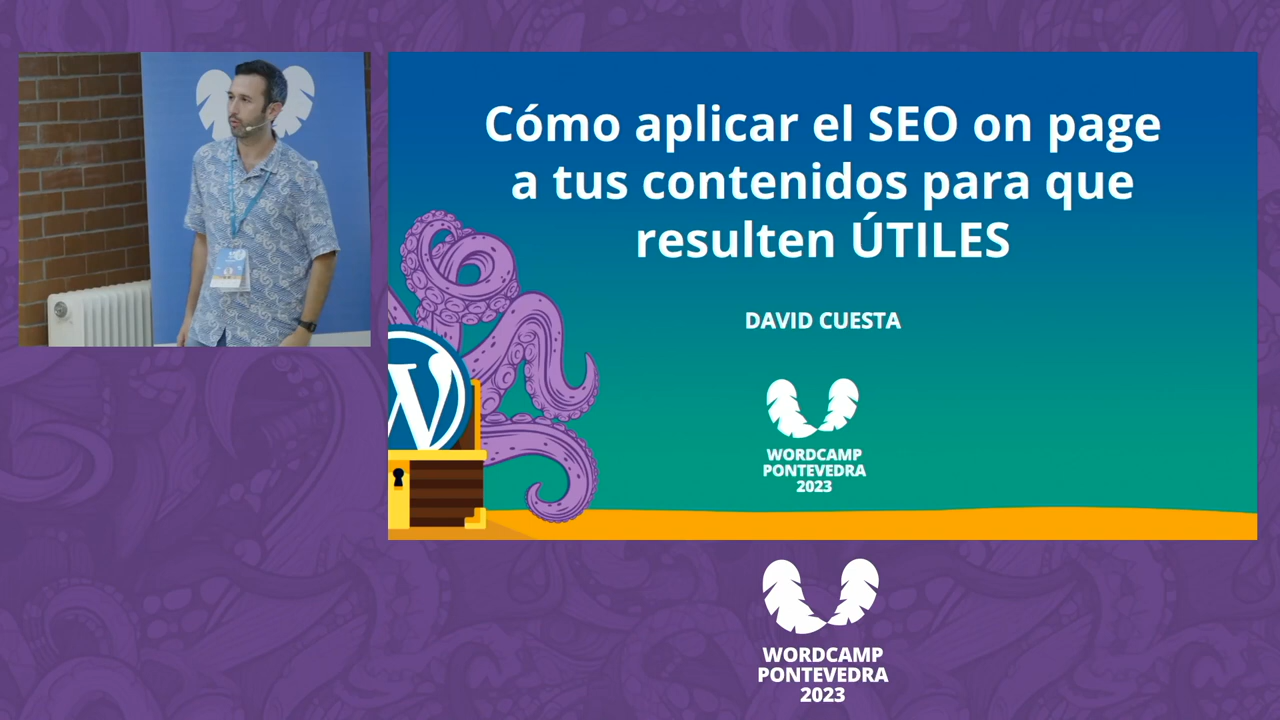 Cómo aplicar el SEO on page
a tus contenidos para que
resulten ÚTILES
DAVID CUESTA
WORDCAMP
PONTEVEDRA
2023
WORDCAMP
PONTEVEDRA
2023